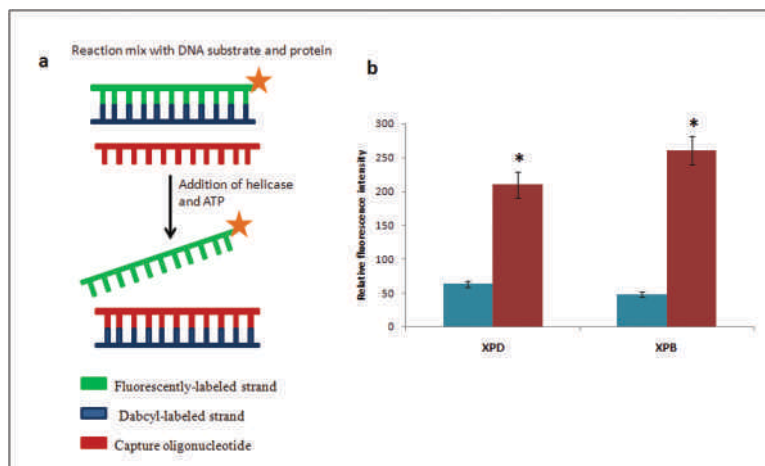 a
Reaction mix with DNA substrate and protein
Addition of helicase
and ATP
Fluorescently-labeled strand
Dabcyl-labeled strand
Capture oligonucleotide
b
Relative fluorescence intensity
300
250
200
150
100
50
0
*
*
XPD
XPB